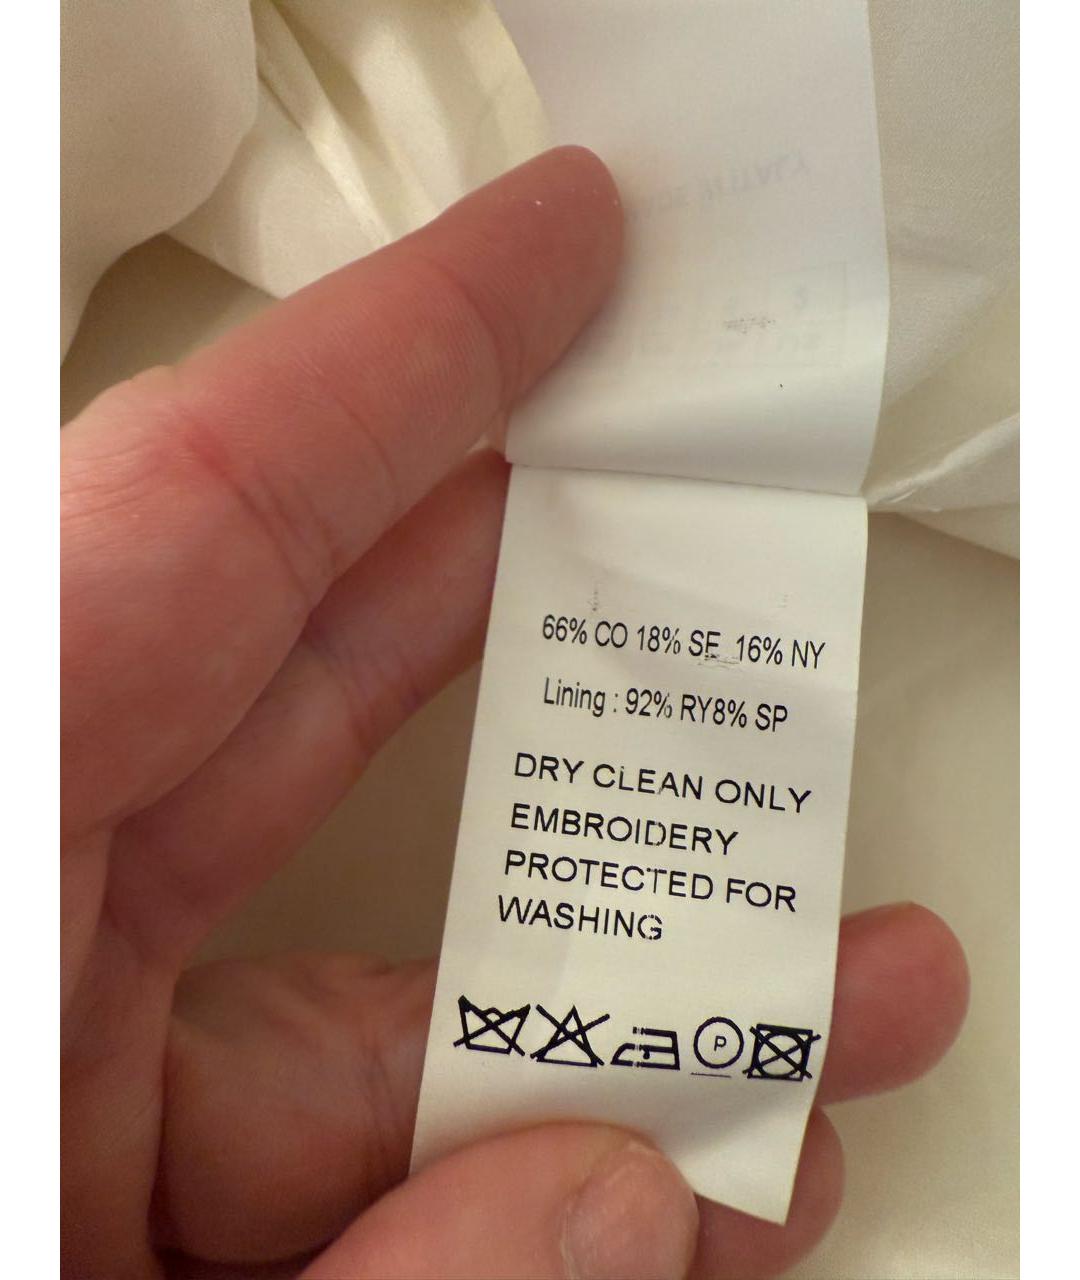 66% CO 18% SE 16% NY
Lining : 92% RY8% SP
DRY CLEAN ONLY
EMBROIDERY
PROTECTED FOR
WASHING
P